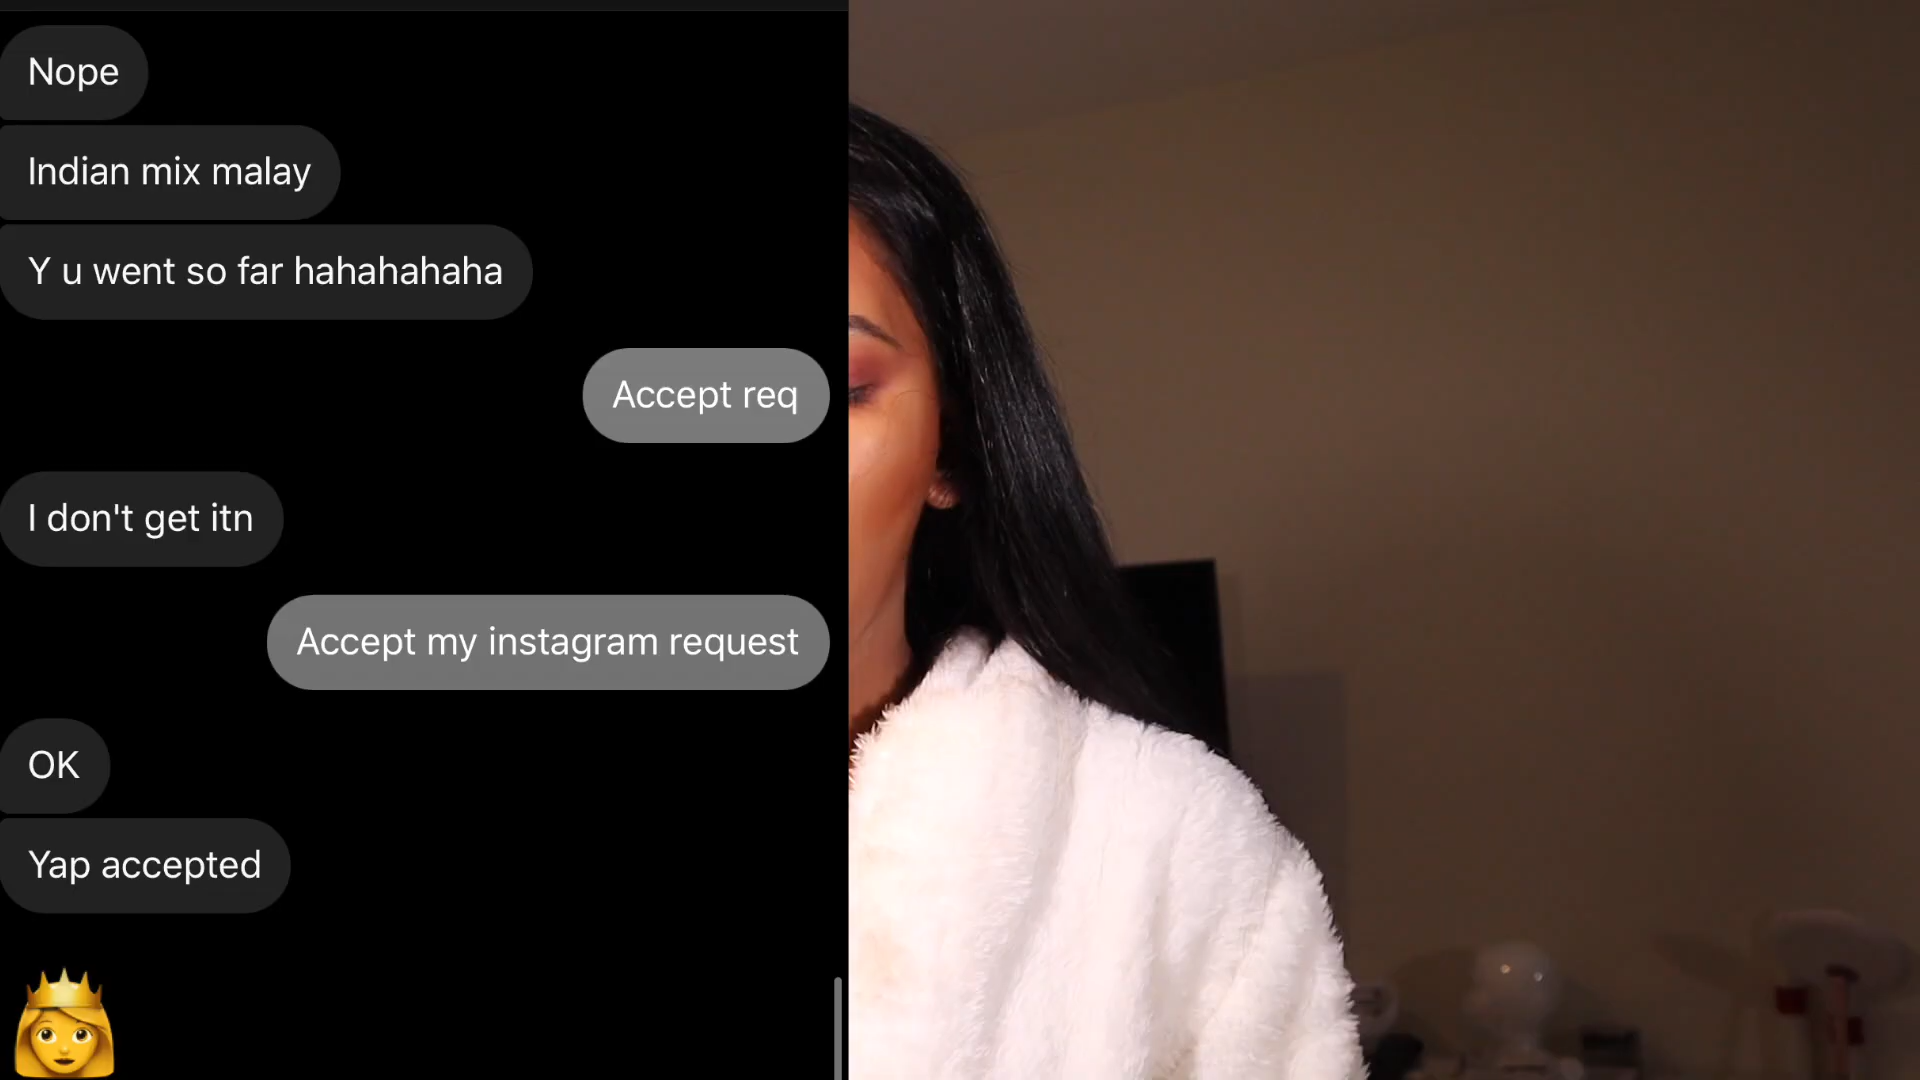 Nope
Indian mix malay
Y u went so far hahahahaha
Accept req
I don't get itn
Accept my instagram request
OK
Yap accepted